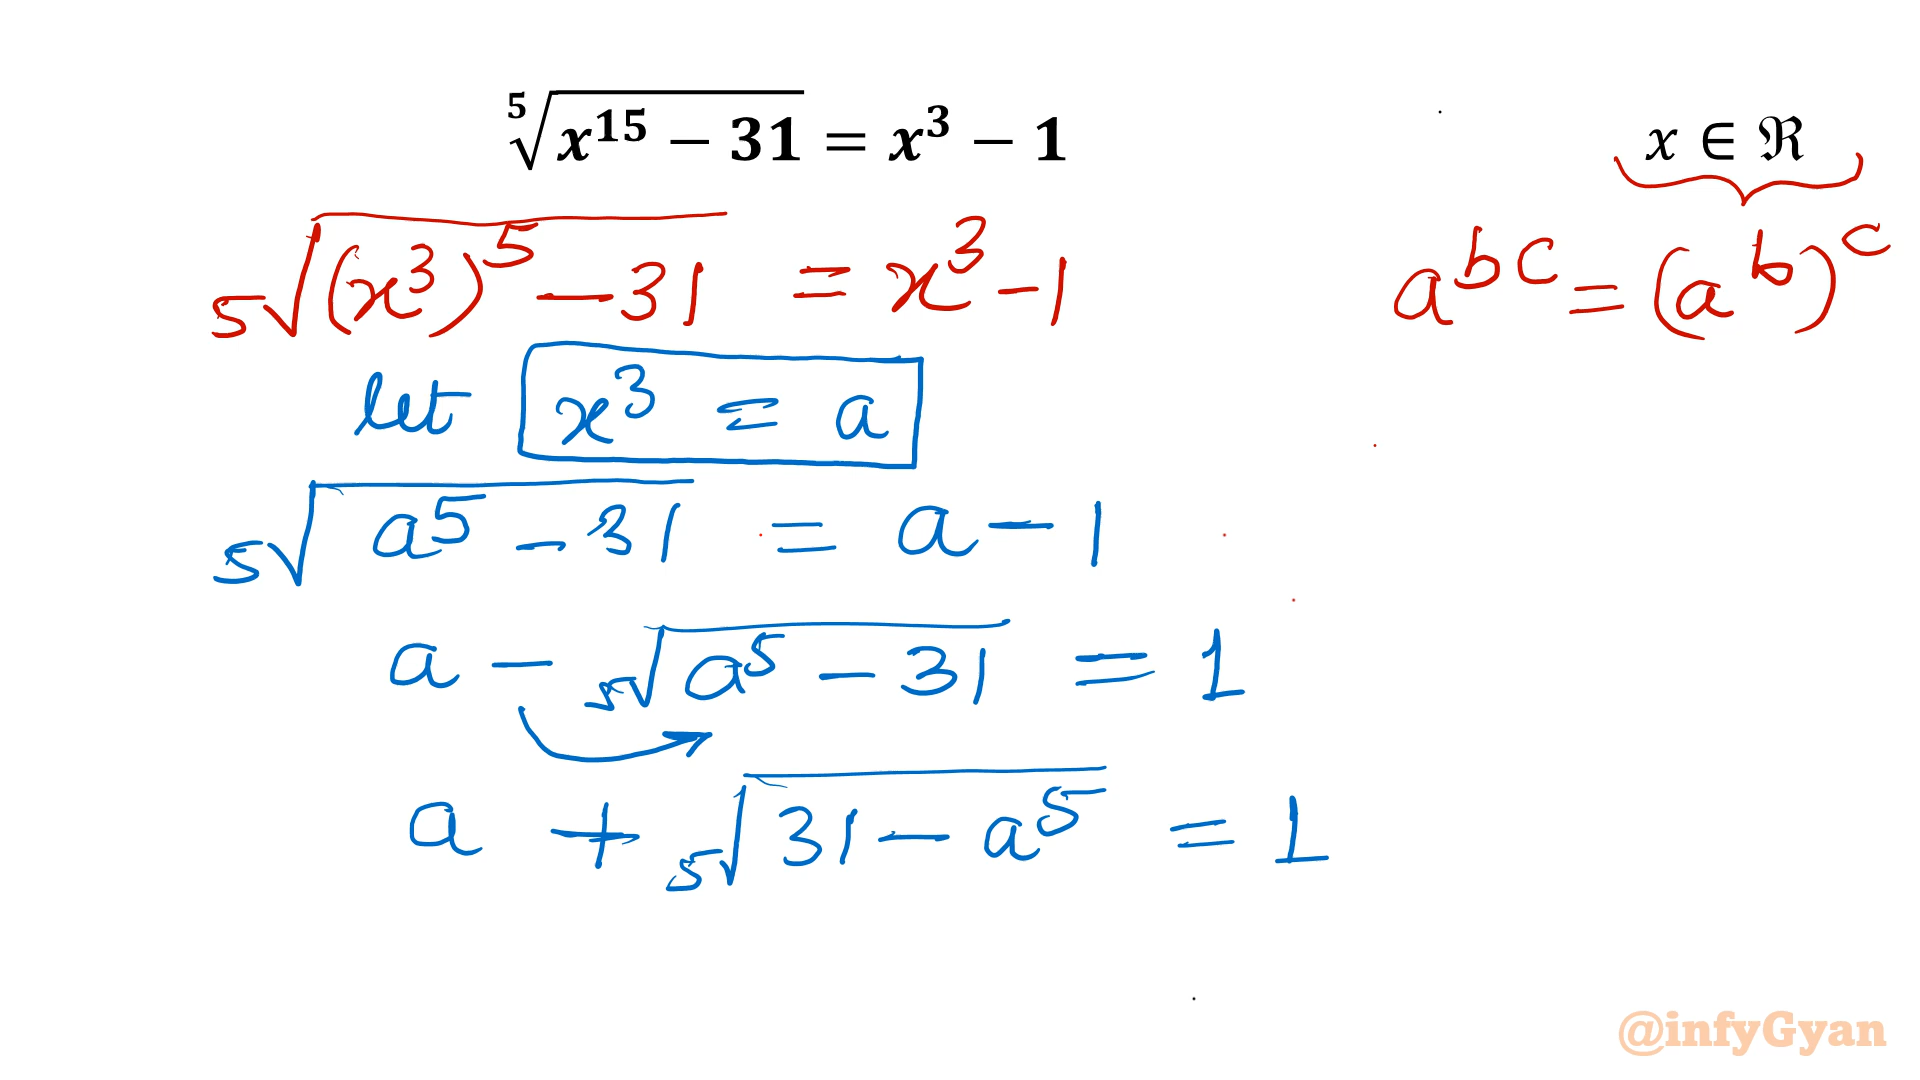 ⁵√(x¹⁵ − 31) = x³ − 1    x ∈ ℜ
⁵√((x³)⁵ − 31) = x³ − 1    a^{bc} = (a^b)^c
let x³ = a
⁵√(a⁵ − 31) = a − 1
a − ⁵√(a⁵ − 31) = 1
a + ⁵√(31 − a⁵) = 1
@infyGyan